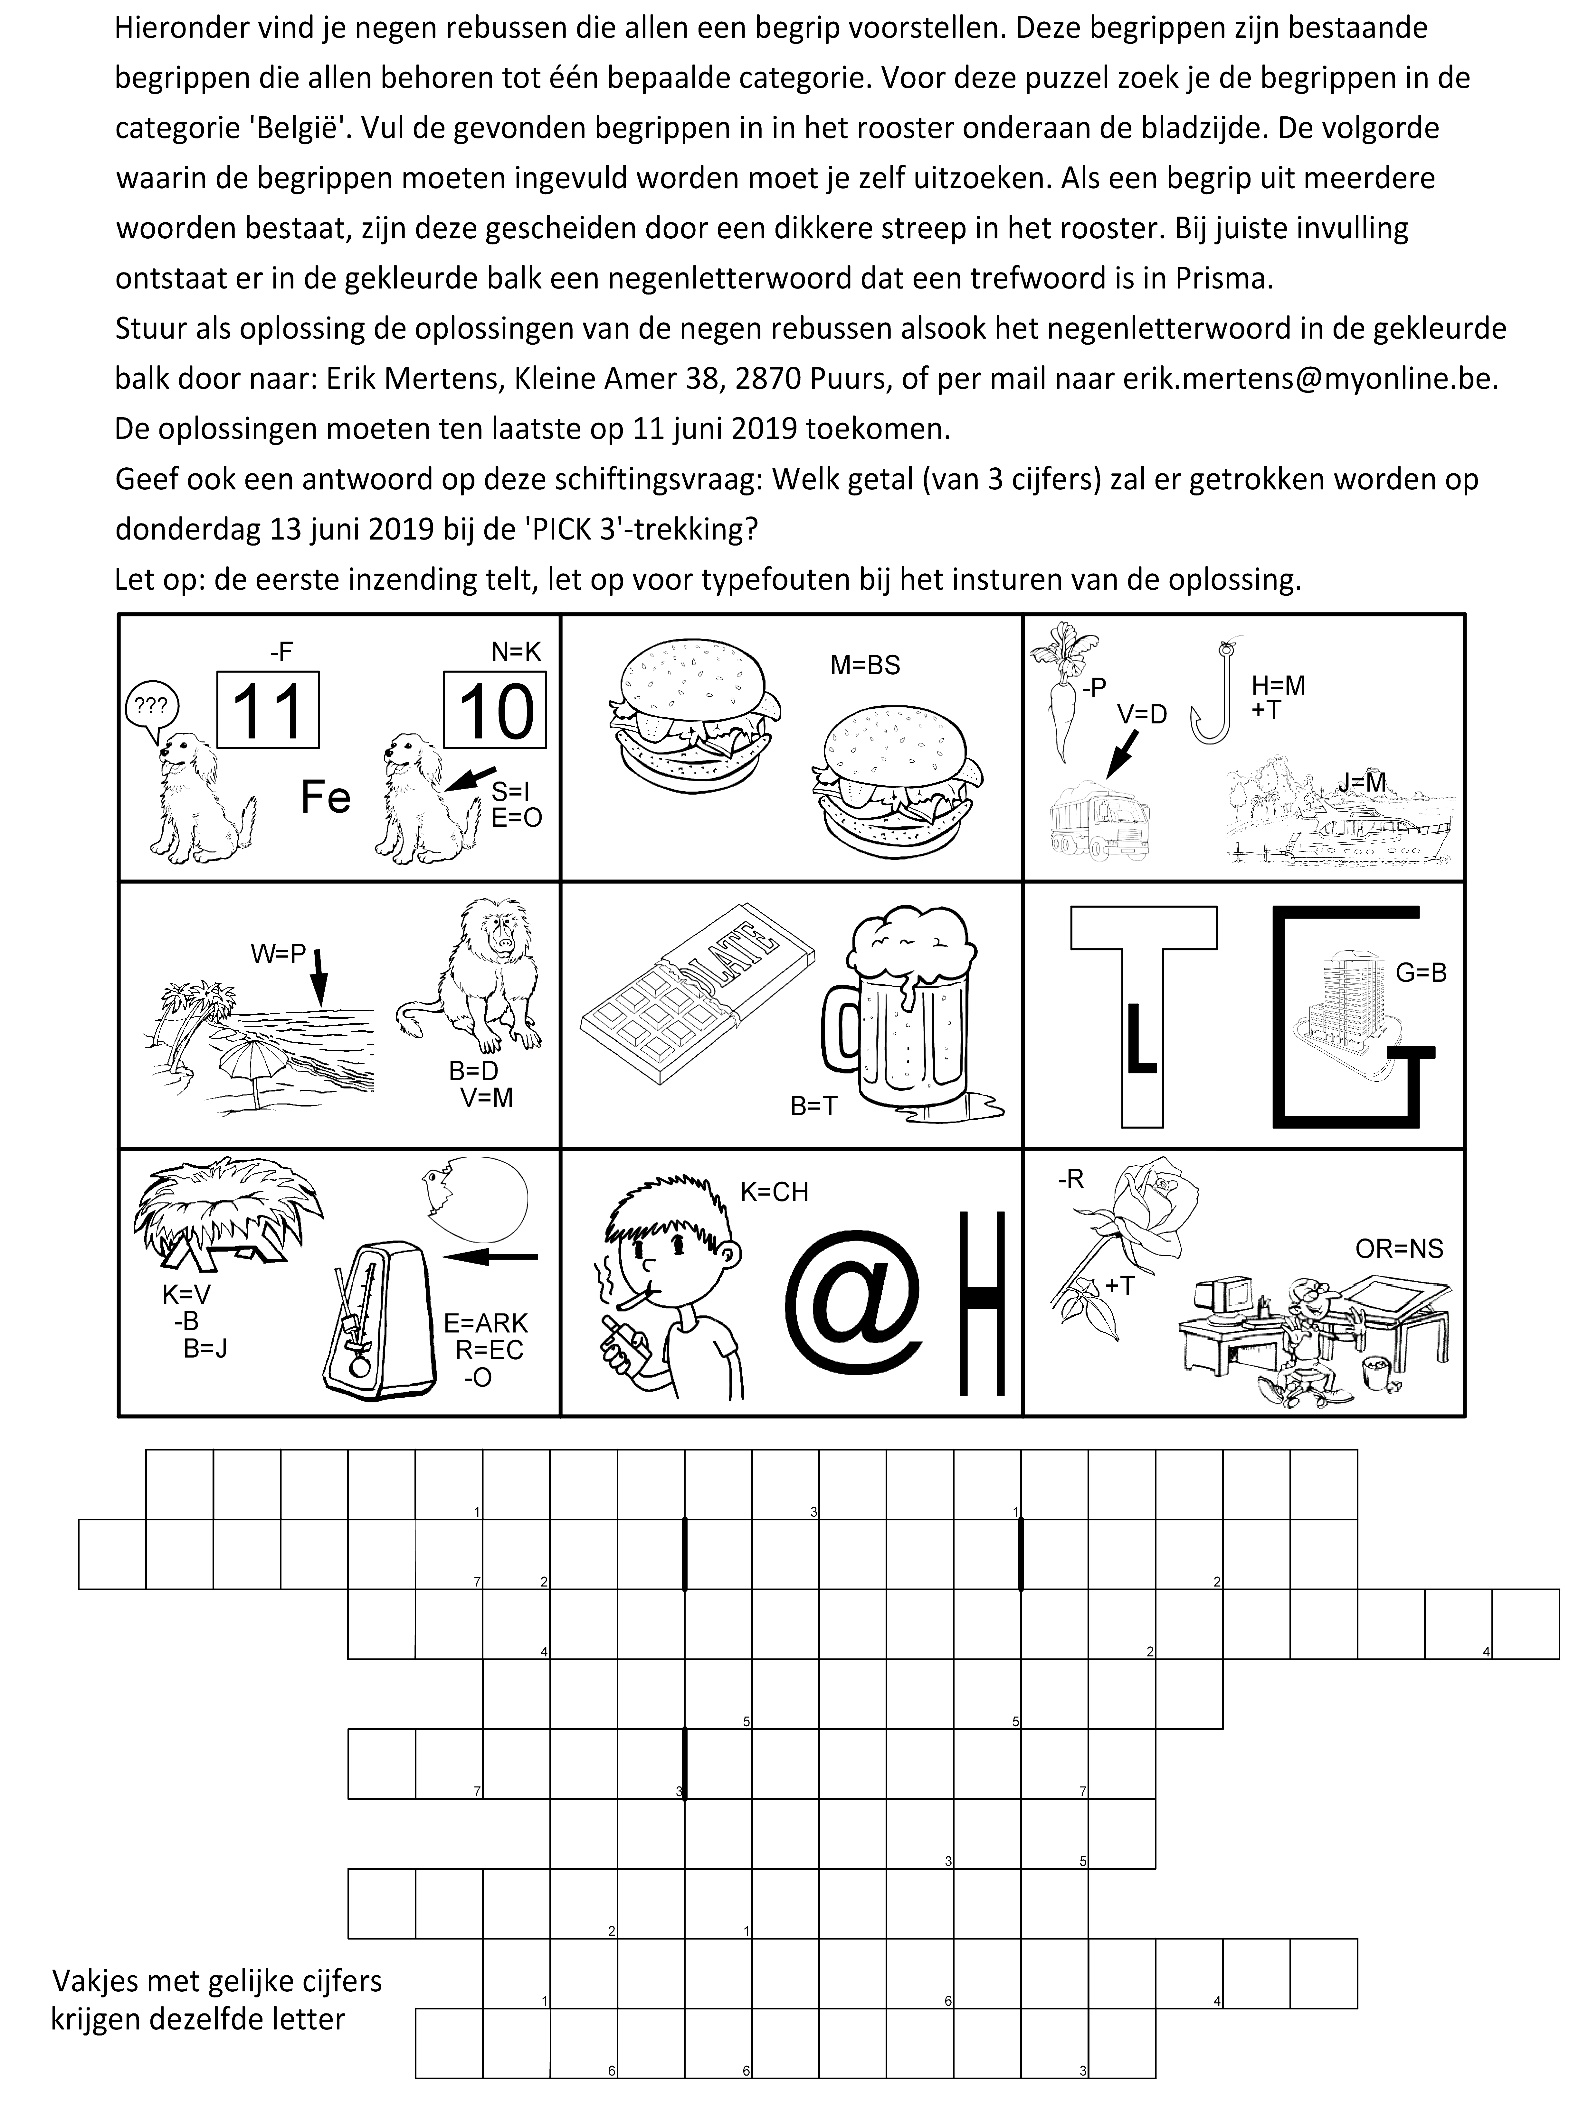 Hieronder vind je negen rebussen die allen een begrip voorstellen. Deze begrippen zijn bestaande
begrippen die allen behoren tot één bepaalde categorie. Voor deze puzzel zoek je de begrippen in de
categorie 'België'. Vul de gevonden begrippen in in het rooster onderaan de bladzijde. De volgorde
waarin de begrippen moeten ingevuld worden moet je zelf uitzoeken. Als een begrip uit meerdere
woorden bestaat, zijn deze gescheiden door een dikkere streep in het rooster. Bij juiste invulling
ontstaat er in de gekleurde balk een negenletterwoord dat een trefwoord is in Prisma.
Stuur als oplossing de oplossingen van de negen rebussen alsook het negenletterwoord in de gekleurde
balk door naar: Erik Mertens, Kleine Amer 38, 2870 Puurs, of per mail naar erik.mertens@myonline.be.
De oplossingen moeten ten laatste op 11 juni 2019 toekomen.
Geef ook een antwoord op deze schiftingsvraag: Welk getal (van 3 cijfers) zal er getrokken worden op
donderdag 13 juni 2019 bij de 'PICK 3'-trekking?
Let op: de eerste inzending telt, let op voor typefouten bij het insturen van de oplossing.
-F
N=K
???
11
10
Fe
S=I
E=O
M=BS
-P
V=D
H=M
+T
J=M
W=P
B=D
V=M
OLATE
B=T
T
L
G=B
G
T
K=V
-B
B=J
E=ARK
R=EC
-O
K=CH
@
H
-R
+T
OR=NS
1 3 1
7 2 2
4 2 4
5 5
7 3 7
3 5
2 1
1 6 4
6 6 3
Vakjes met gelijke cijfers
krijgen dezelfde letter